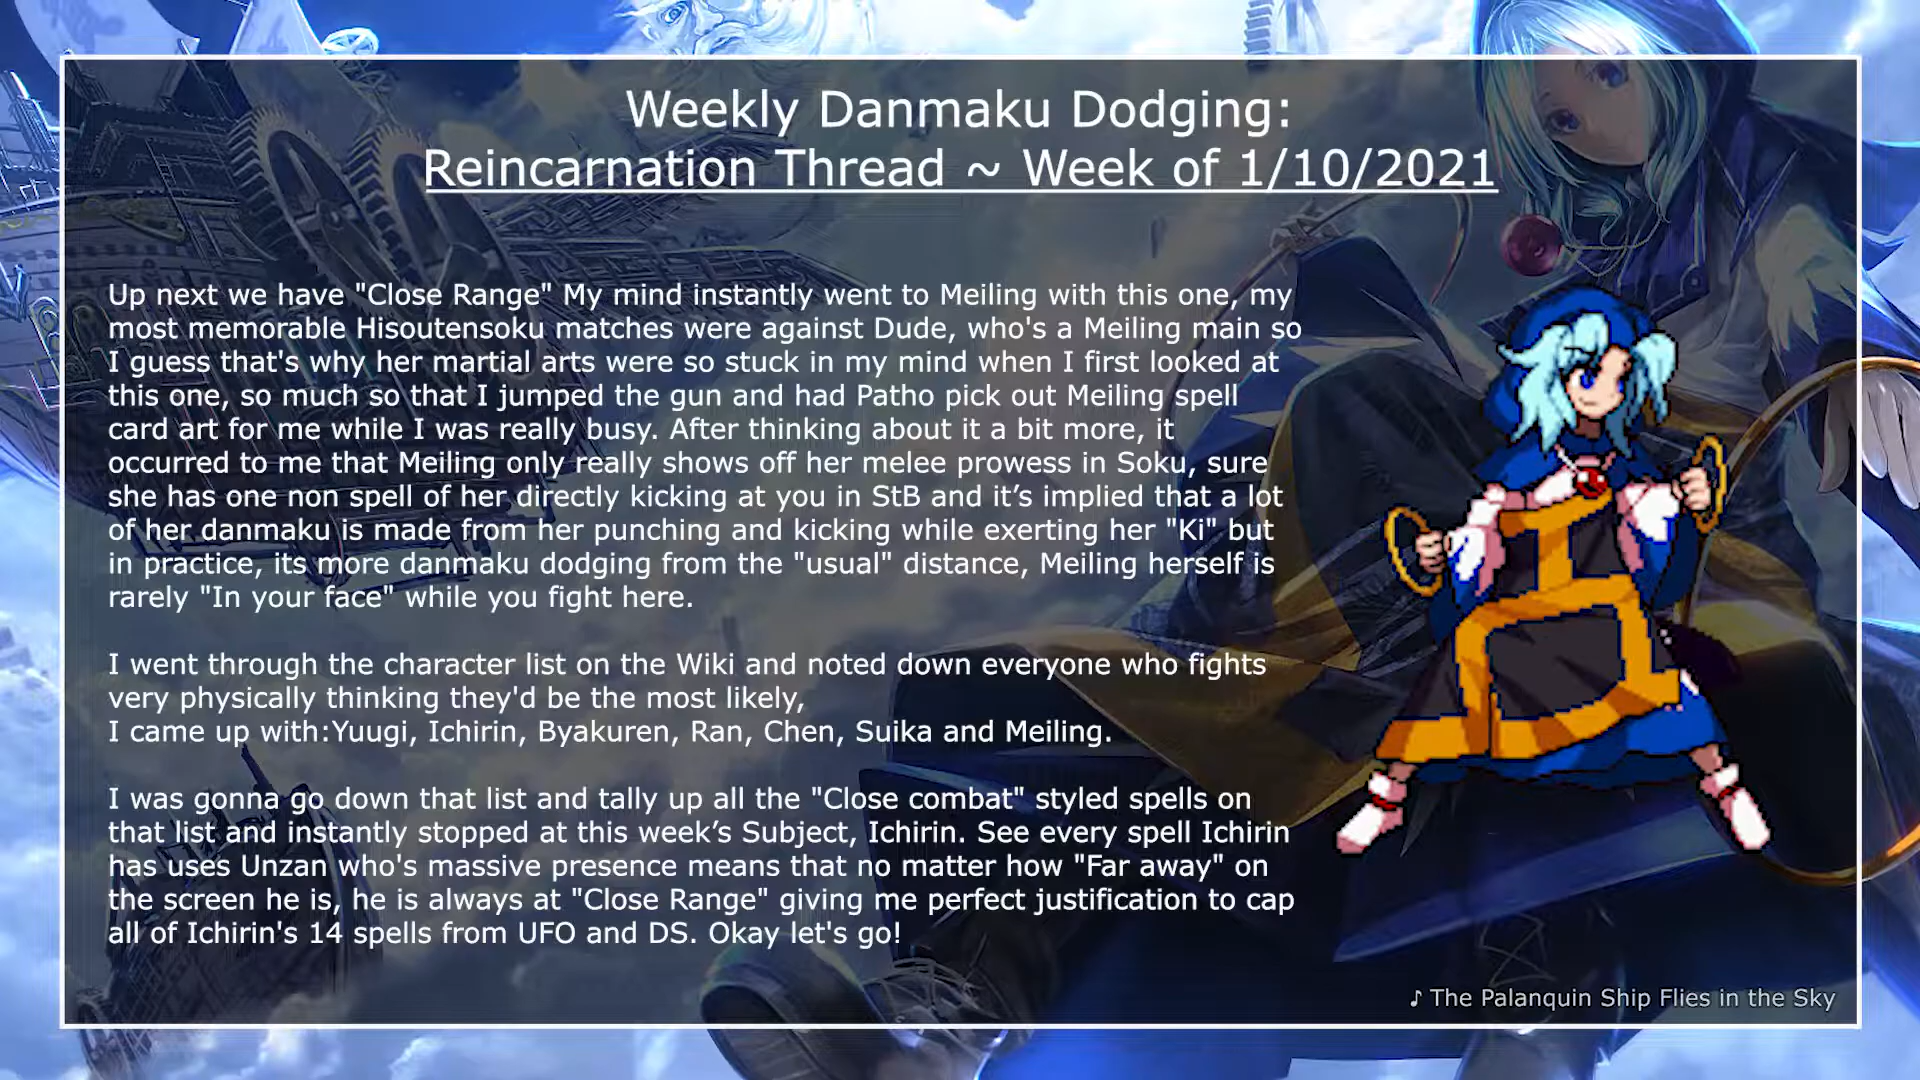 Weekly Danmaku Dodging:
Reincarnation Thread ~ Week of 1/10/2021
Up next we have "Close Range" My mind instantly went to Meiling with this one, my
most memorable Hisoutensoku matches were against Dude, who's a Meiling main so
I guess that's why her martial arts were so stuck in my mind when I first looked at
this one, so much so that I jumped the gun and had Patho pick out Meiling spell
card art for me while I was really busy. After thinking about it a bit more, it
occurred to me that Meiling only really shows off her melee prowess in Soku, sure
she has one non spell of her directly kicking at you in StB and it’s implied that a lot
of her danmaku is made from her punching and kicking while exerting her "Ki" but
in practice, its more danmaku dodging from the "usual" distance, Meiling herself is
rarely "In your face" while you fight here.
I went through the character list on the Wiki and noted down everyone who fights
very physically thinking they'd be the most likely,
I came up with:Yuugi, Ichirin, Byakuren, Ran, Chen, Suika and Meiling.
I was gonna go down that list and tally up all the "Close combat" styled spells on
that list and instantly stopped at this week’s Subject, Ichirin. See every spell Ichirin
has uses Unzan who's massive presence means that no matter how "Far away" on
the screen he is, he is always at "Close Range" giving me perfect justification to cap
all of Ichirin's 14 spells from UFO and DS. Okay let's go!
♪ The Palanquin Ship Flies in the Sky